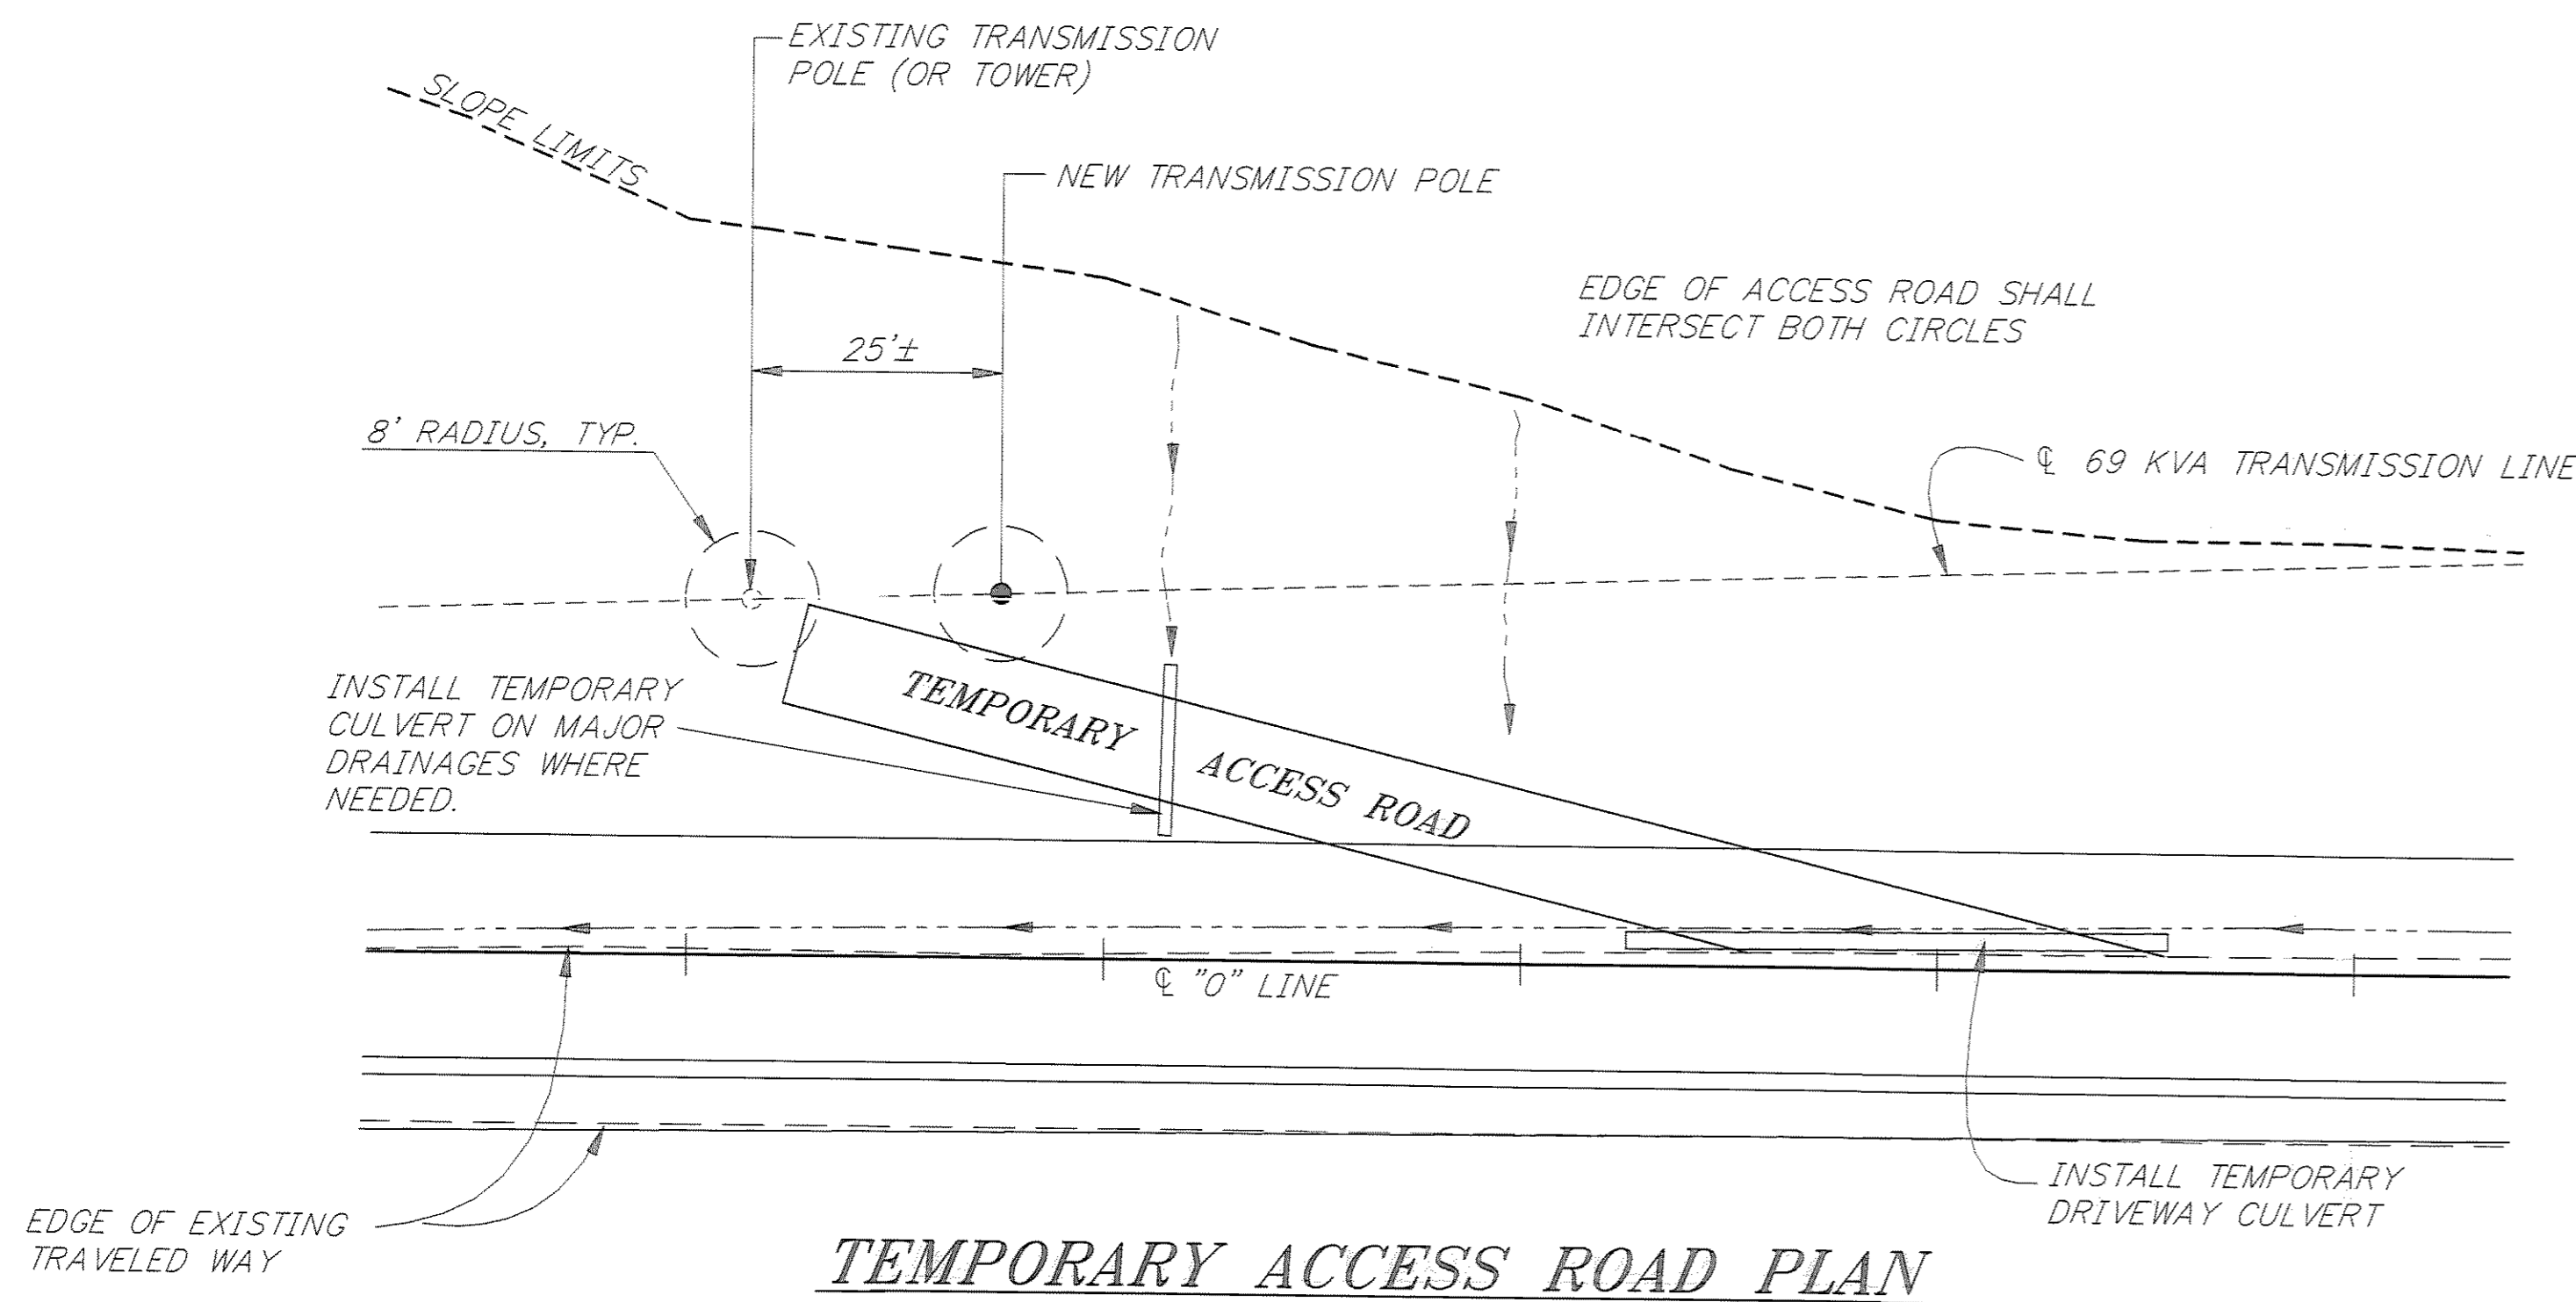 EXISTING TRANSMISSION
POLE (OR TOWER)
SLOPE LIMITS
NEW TRANSMISSION POLE
EDGE OF ACCESS ROAD SHALL
INTERSECT BOTH CIRCLES
25'±
8' RADIUS, TYP.
℄ 69 KVA TRANSMISSION LINE
INSTALL TEMPORARY
CULVERT ON MAJOR
DRAINAGES WHERE
NEEDED.
TEMPORARY ACCESS ROAD
℄ "O" LINE
EDGE OF EXISTING
TRAVELED WAY
INSTALL TEMPORARY
DRIVEWAY CULVERT
TEMPORARY ACCESS ROAD PLAN